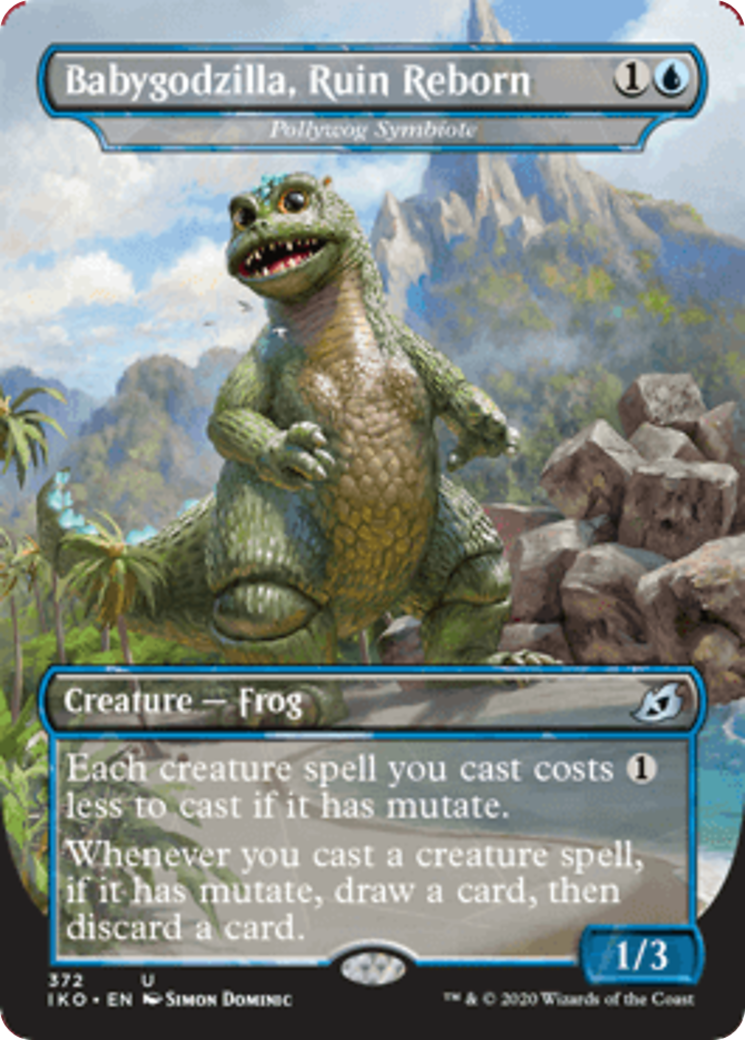 Babygodzilla, Ruin Reborn 1
Pollywog Symbiote
Creature — Frog
Each creature spell you cast costs 1
less to cast if it has mutate.
Whenever you cast a creature spell,
if it has mutate, draw a card, then
discard a card.
1/3
372 U
IKO • EN Simon Dominic
™ & © 2020 Wizards of the Coast